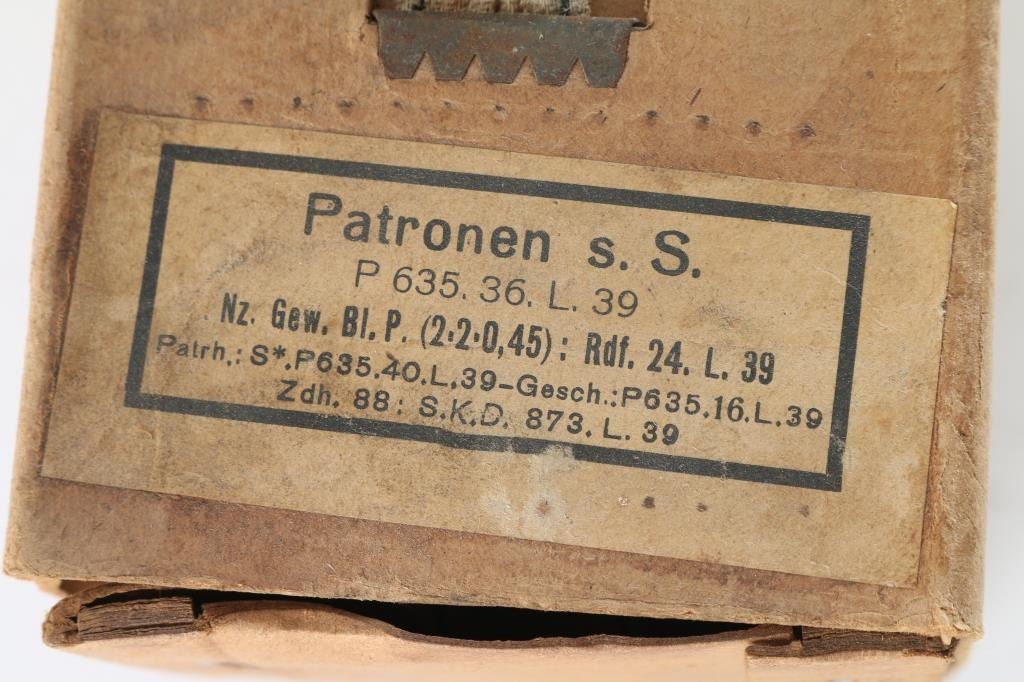 Patronen s. S.
P 635. 36. L. 39
Nz. Gew. Bl. P. (2·2·0,45): Rdf. 24. L. 39
Patrh.: S*. P635.40.L.39-Gesch.: P635.16.L.39
Zdh. 88: S.K.D. 873. L. 39